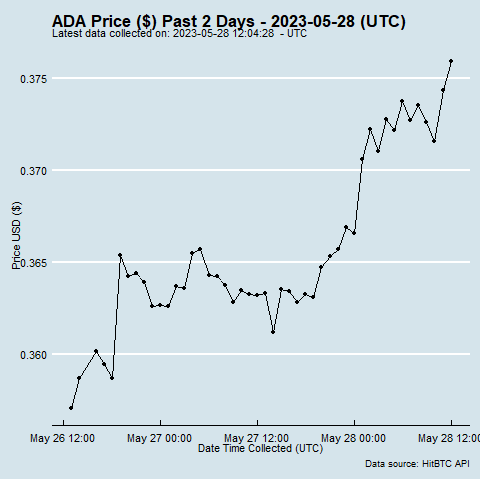 ADA Price ($) Past 2 Days - 2023-05-28 (UTC)
Latest data collected on: 2023-05-28 12:04:28  - UTC
0.375
0.370
0.365
0.360
Price USD ($)
May 26 12:00 May 27 00:00 May 27 12:00 May 28 00:00 May 28 12:00
Date Time Collected (UTC)
Data source: HitBTC API